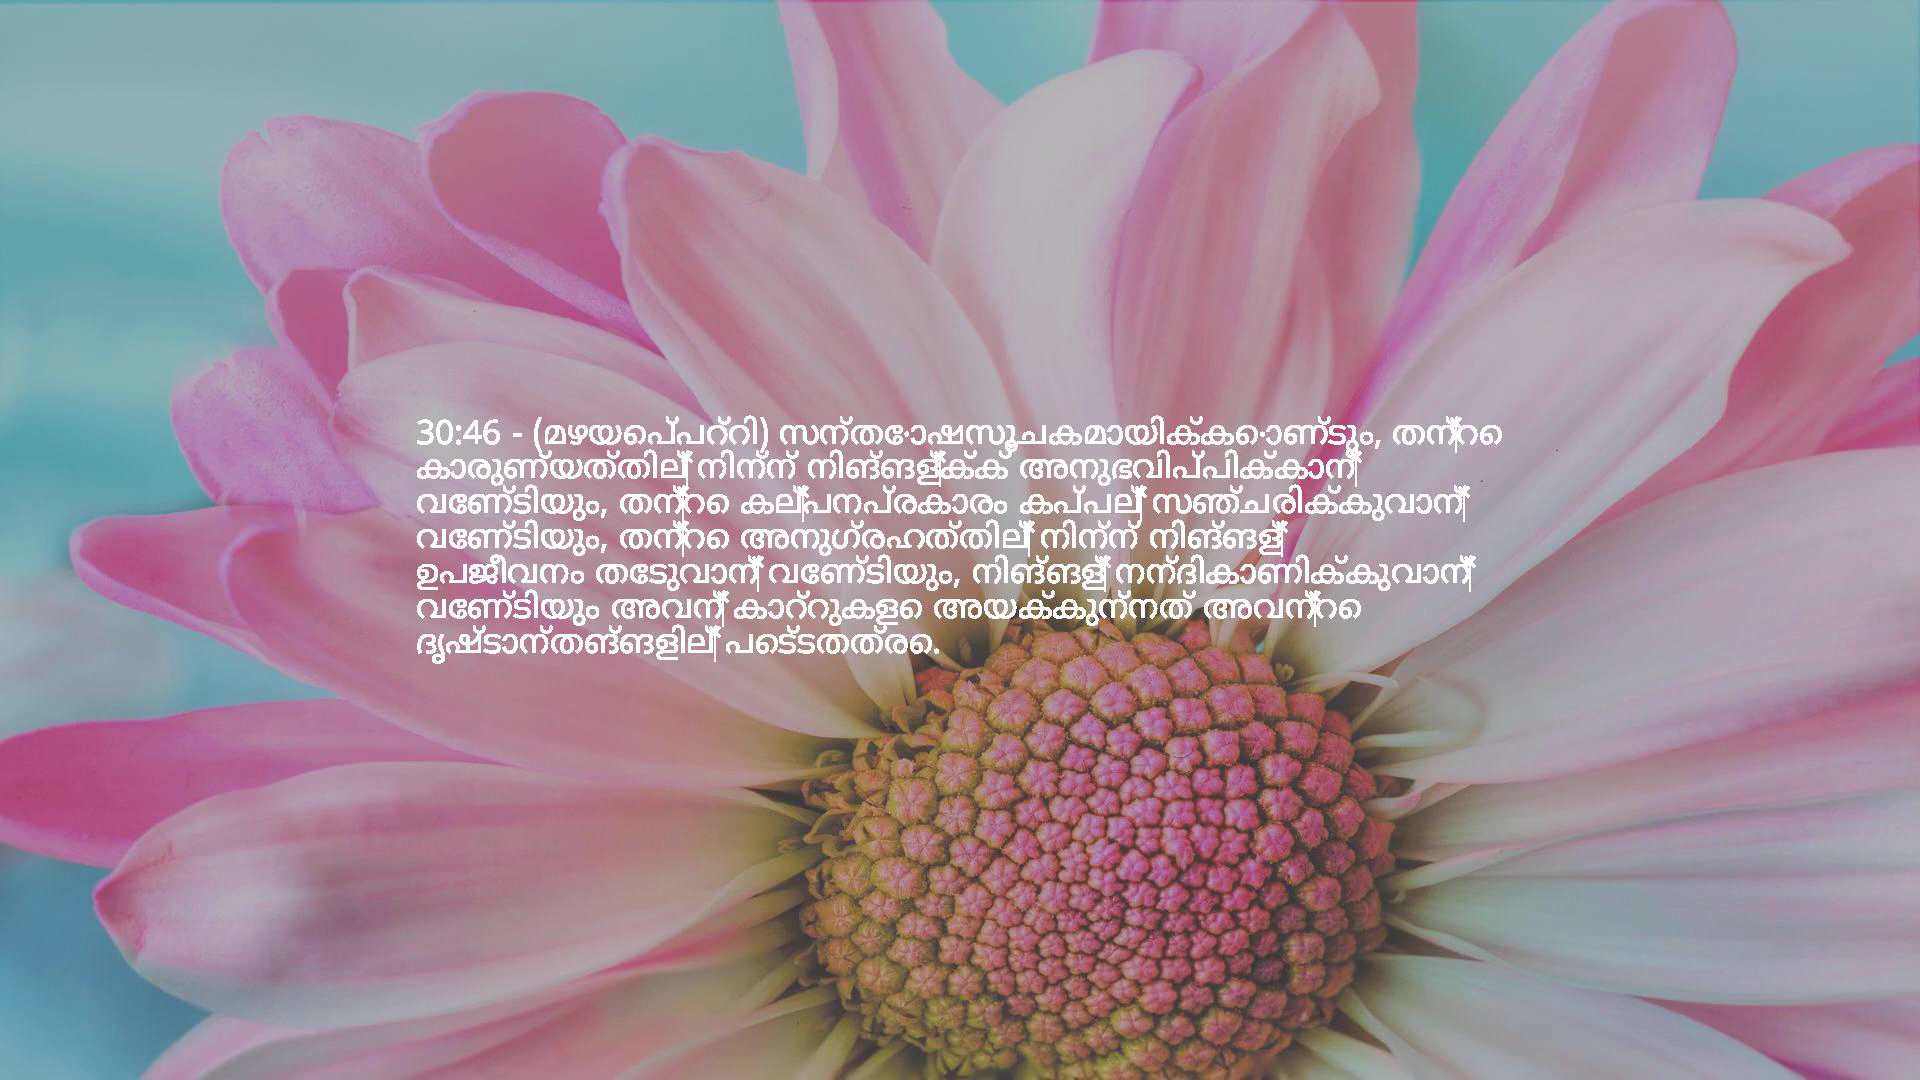 30:46 - (മഴയെപ്പറ്റി) സന്തോഷസൂചകമായിക്കൊണ്ടും, തന്‍റെ
കാരുണ്യത്തില്‍ നിന്ന് നിങ്ങള്‍ക്ക് അനുഭവിപ്പിക്കാന്‍
വേണ്ടിയും, തന്‍റെ കല്‍പനപ്രകാരം കപ്പല്‍ സഞ്ചരിക്കുവാന്‍
വേണ്ടിയും, തന്‍റെ അനുഗ്രഹത്തില്‍ നിന്ന് നിങ്ങള്‍
ഉപജീവനം തേടുവാന്‍ വേണ്ടിയും, നിങ്ങള്‍ നന്ദികാണിക്കുവാന്‍
വേണ്ടിയും അവന്‍ കാറ്റുകളെ അയക്കുന്നത് അവന്‍റെ
ദൃഷ്ടാന്തങ്ങളില്‍ പെട്ടതത്രെ.